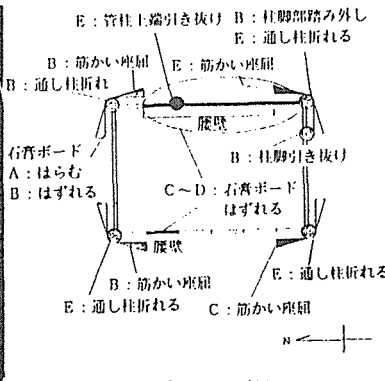 E：管柱上端引き抜け
B：柱脚部踏み外し
E：通し柱折れる
B：筋かい座屈
E：筋かい座屈
B：通し柱折れ
腰壁
石膏ボード
A：はらむ
B：はずれる
B：柱脚引き抜け
C～D：石膏ボード
はずれる
腰壁
B：筋かい座屈
E：通し柱折れる
E：通し柱折れる
C：筋かい座屈
N